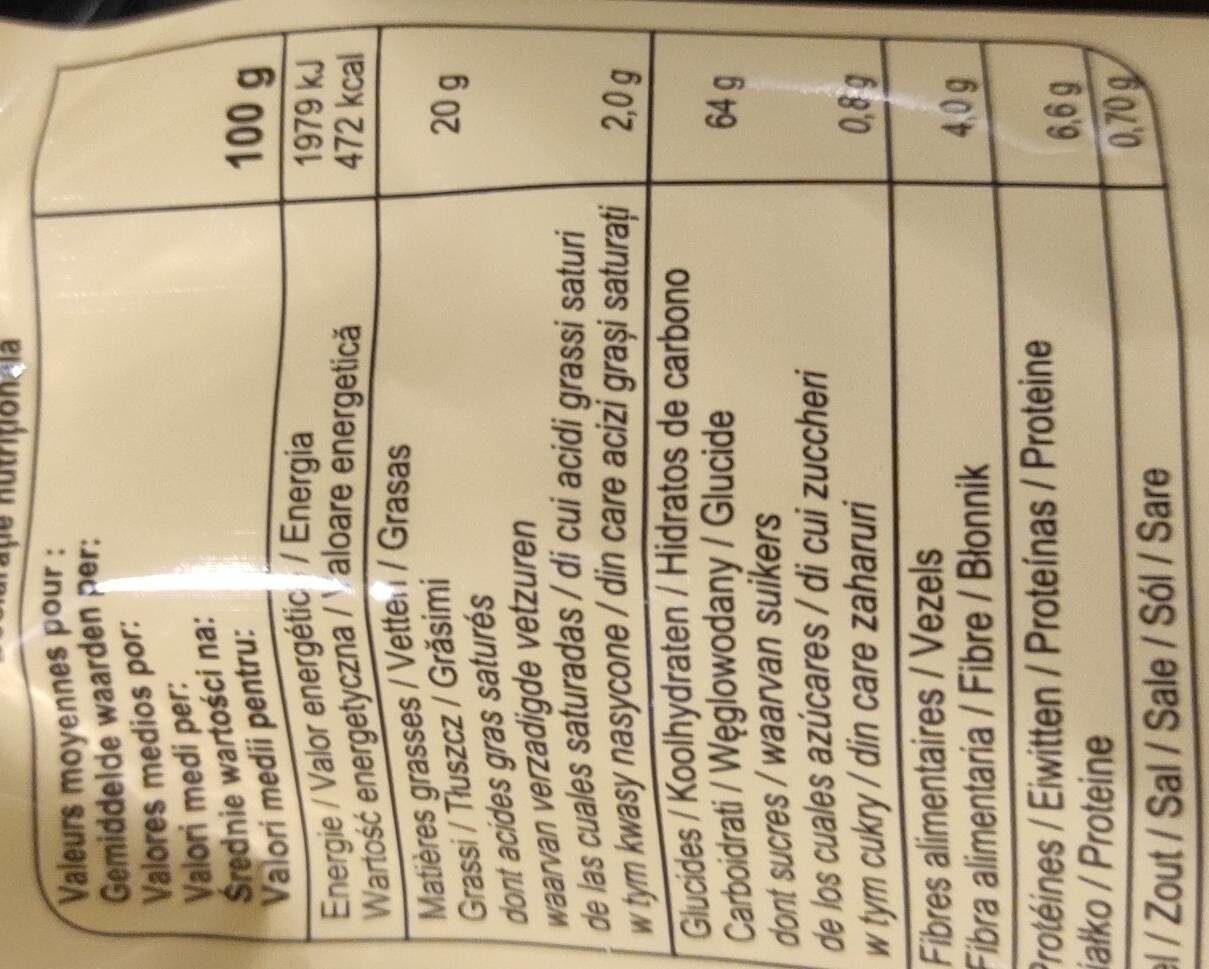 nutrițională
Valeurs moyennes pour :
Gemiddelde waarden per:
Valores medios por:
Valori medi per:
Średnie wartości na:
Valori medii pentru:
100 g
Energie / Valor energético / Energia
Wartość energetyczna / Valoare energetică
1979 kJ
472 kcal
Matières grasses / Vetten / Grasas
Grassi / Tłuszcz / Grăsimi
20 g
dont acides gras saturés
waarvan verzadigde vetzuren
de las cuales saturadas / di cui acidi grassi saturi
w tym kwasy nasycone / din care acizi grași saturați
2,0 g
Glucides / Koolhydraten / Hidratos de carbono
Carboidrati / Węglowodany / Glucide
64 g
dont sucres / waarvan suikers
de los cuales azúcares / di cui zuccheri
w tym cukry / din care zaharuri
0,8 g
Fibres alimentaires / Vezels
Fibra alimentaria / Fibre / Błonnik
4,0 g
Protéines / Eiwitten / Proteínas / Proteine
iałko / Proteine
6,6 g
el / Zout / Sal / Sale / Sól / Sare
0,70 g